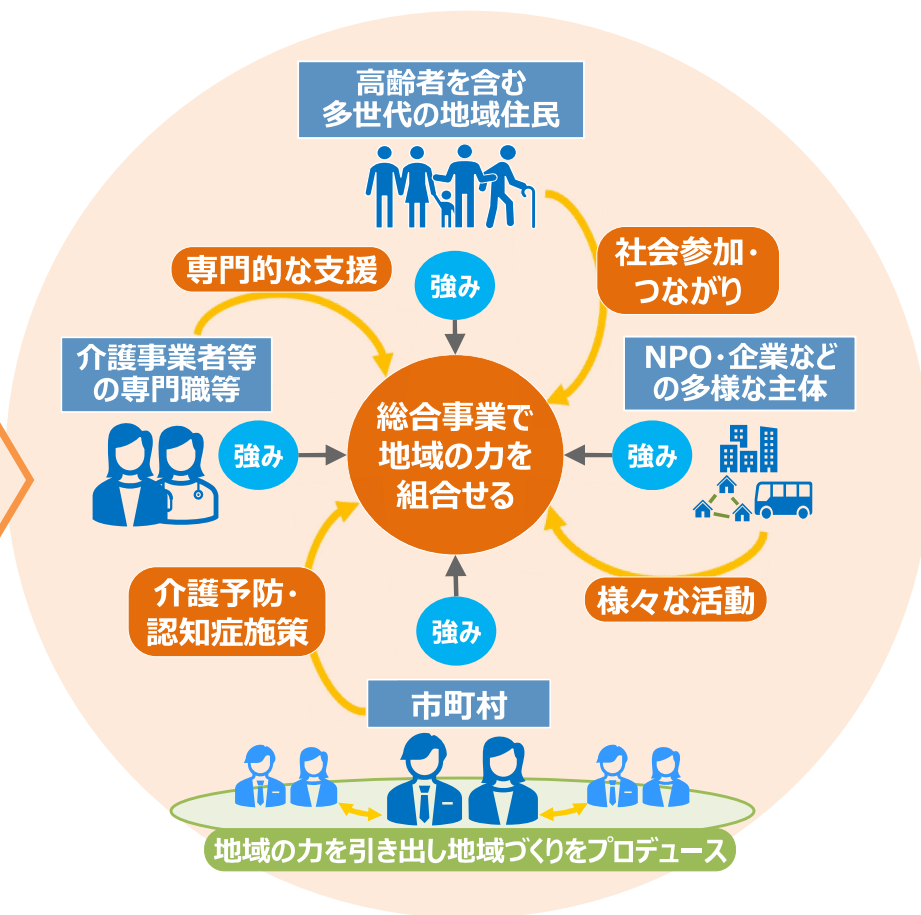 高齢者を含む
多世代の地域住民
専門的な支援
強み
社会参加・
つながり
介護事業者等
の専門職等
NPO・企業など
の多様な主体
強み
総合事業で
地域の力を
組合せる
強み
介護予防・
認知症施策
強み
様々な活動
市町村
地域の力を引き出し地域づくりをプロデュース